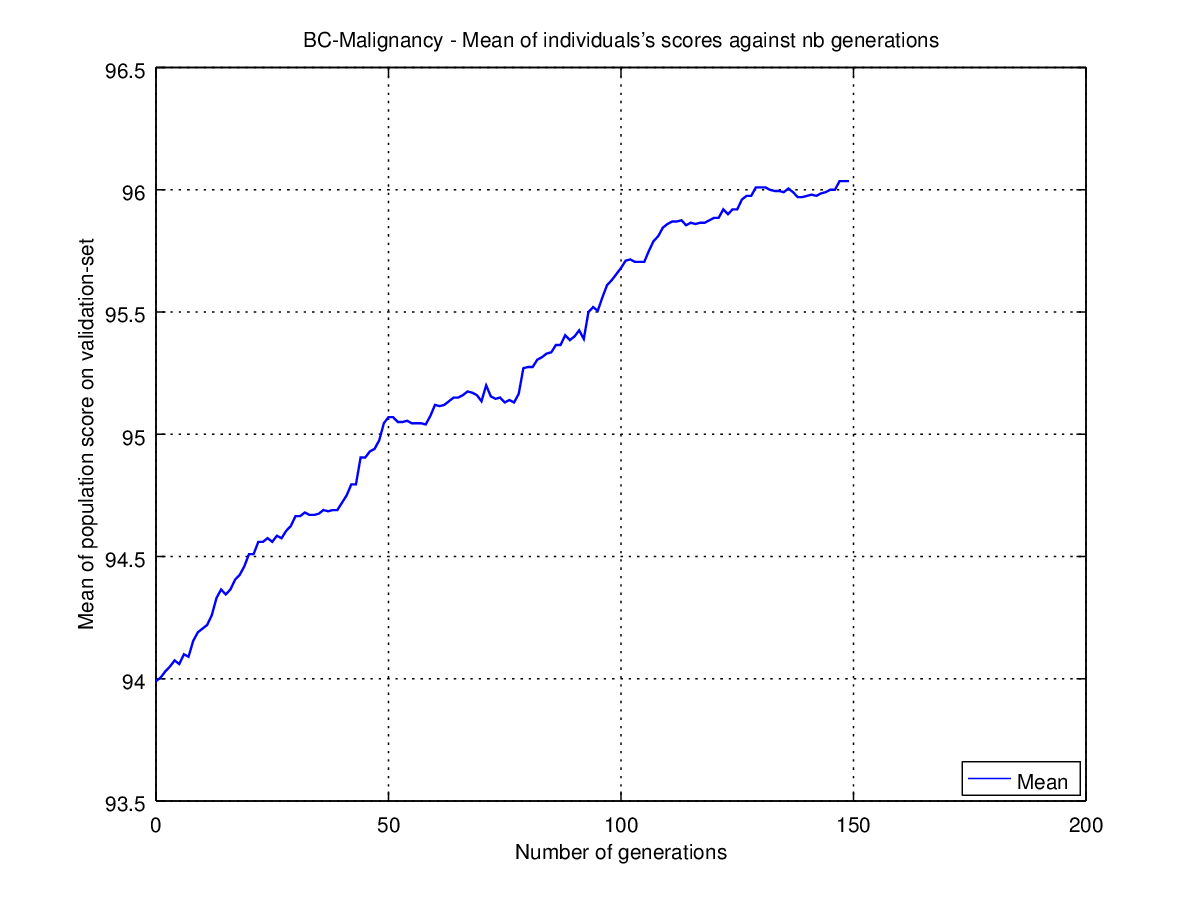 BC-Malignancy - Mean of individuals's scores against nb generations
96.5
96
95.5
95
94.5
94
93.5
Mean of population score on validation-set
Mean
0 50 100 150 200
Number of generations